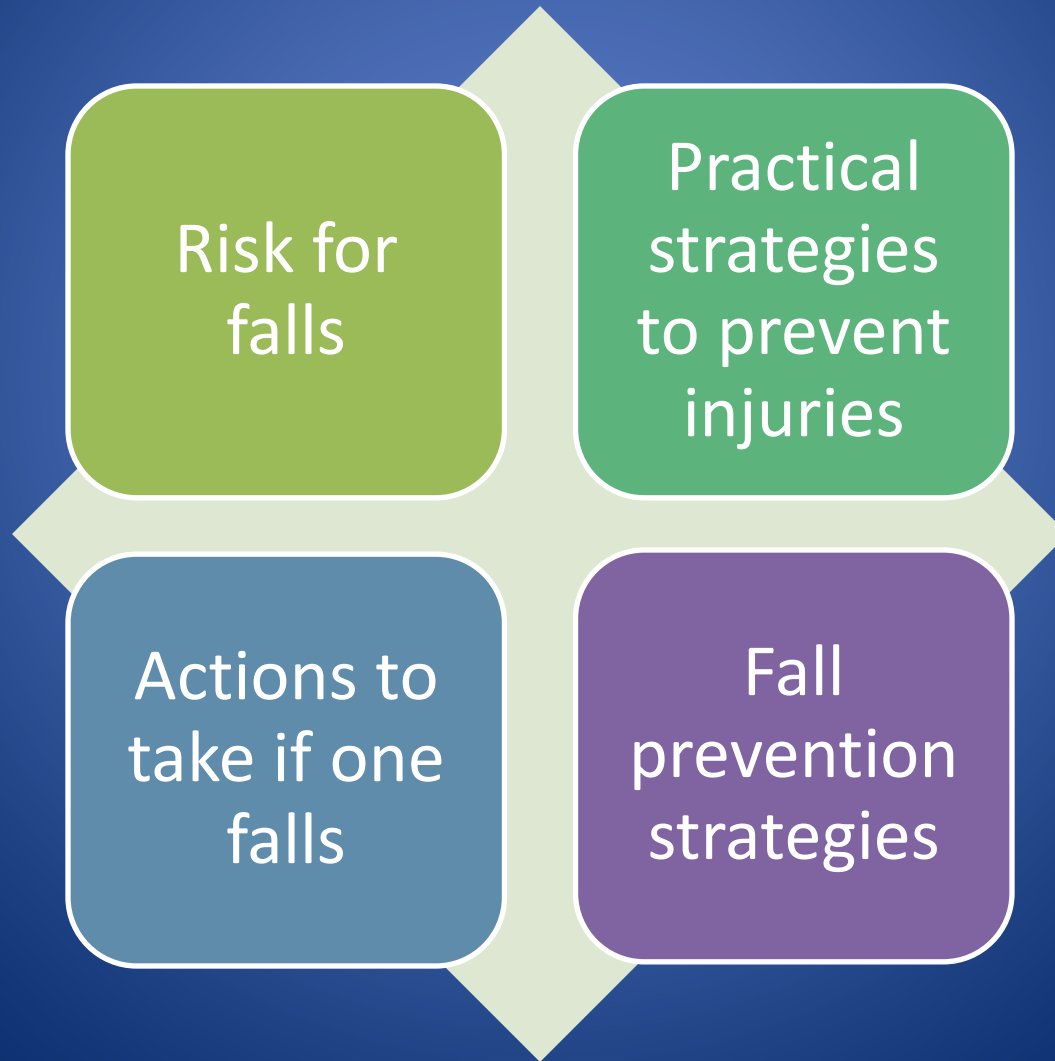 Risk for
falls
Practical
strategies
to prevent
injuries
Actions to
take if one
falls
Fall
prevention
strategies